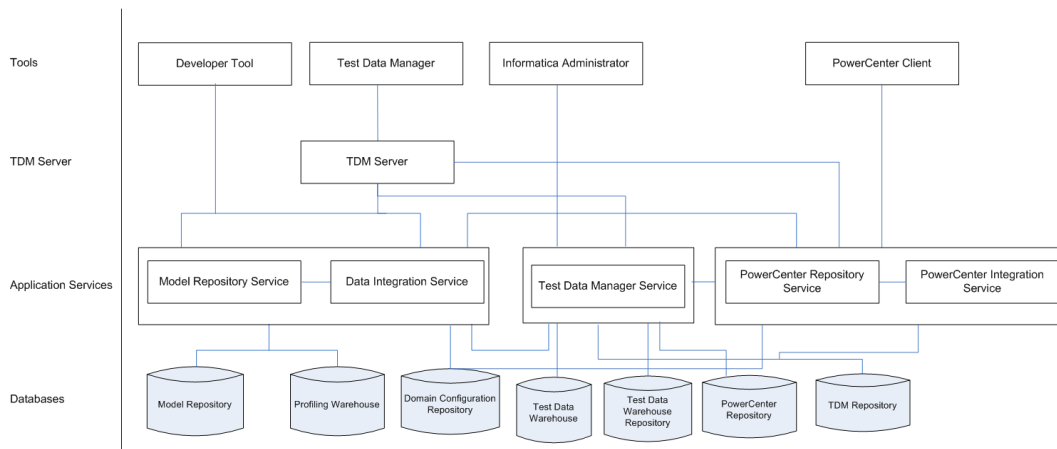 Tools
Developer Tool
Test Data Manager
Informatica Administrator
PowerCenter Client
TDM Server
TDM Server
Application Services
Model Repository Service
Data Integration Service
Test Data Manager Service
PowerCenter Repository
Service
PowerCenter Integration
Service
Databases
Model Repository
Profiling Warehouse
Domain Configuration
Repository
Test Data
Warehouse
Test Data
Warehouse
Repository
PowerCenter
Repository
TDM Repository